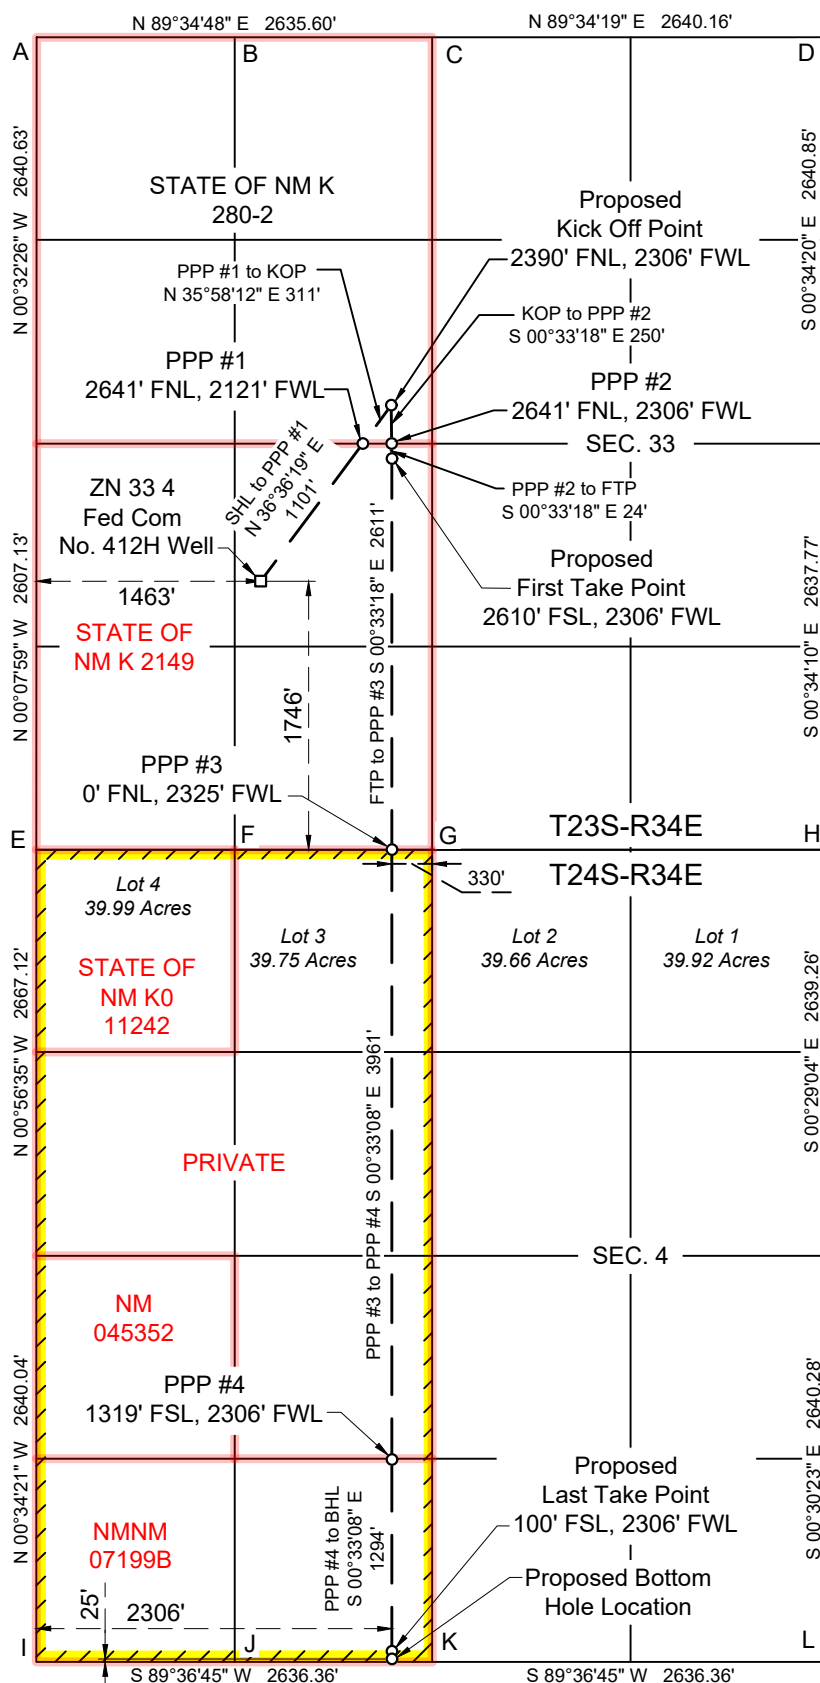 N 89°34'48" E 2635.60'
N 89°34'19" E 2640.16'
A
B
C
D
N 00°32'26" W 2640.63'
S 00°34'20" E 2640.85'
STATE OF NM K
280-2
Proposed
Kick Off Point
2390' FNL, 2306' FWL
PPP #1 to KOP
N 35°58'12" E 311'
KOP to PPP #2
S 00°33'18" E 250'
PPP #1
2641' FNL, 2121' FWL
PPP #2
2641' FNL, 2306' FWL
SEC. 33
SHL to PPP #1
N 36°36'19" E
1101'
ZN 33 4
Fed Com
No. 412H Well
PPP #2 to FTP
S 00°33'18" E 24'
Proposed
First Take Point
2610' FSL, 2306' FWL
1463'
N 00°07'59" W 2607.13'
S 00°34'10" E 2637.77'
STATE OF
NM K 2149
1746'
FTP to PPP #3 S 00°33'18" E 2611'
PPP #3
0' FNL, 2325' FWL
E
F
G
H
T23S-R34E
T24S-R34E
330'
Lot 4
39.99 Acres
Lot 3
39.75 Acres
Lot 2
39.66 Acres
Lot 1
39.92 Acres
STATE OF
NM K0
11242
N 00°56'35" W 2667.12'
S 00°29'04" E 2639.26'
PRIVATE
PPP #3 to PPP #4 S 00°33'08" E 3961'
SEC. 4
NM
045352
PPP #4
1319' FSL, 2306' FWL
N 00°34'21" W 2640.04'
S 00°30'23" E 2640.28'
Proposed
Last Take Point
100' FSL, 2306' FWL
NMNM
07199B
PPP #4 to BHL
S 00°33'08" E
1294'
Proposed Bottom
Hole Location
25'
2306'
I
J
K
L
S 89°36'45" W 2636.36'
S 89°36'45" W 2636.36'